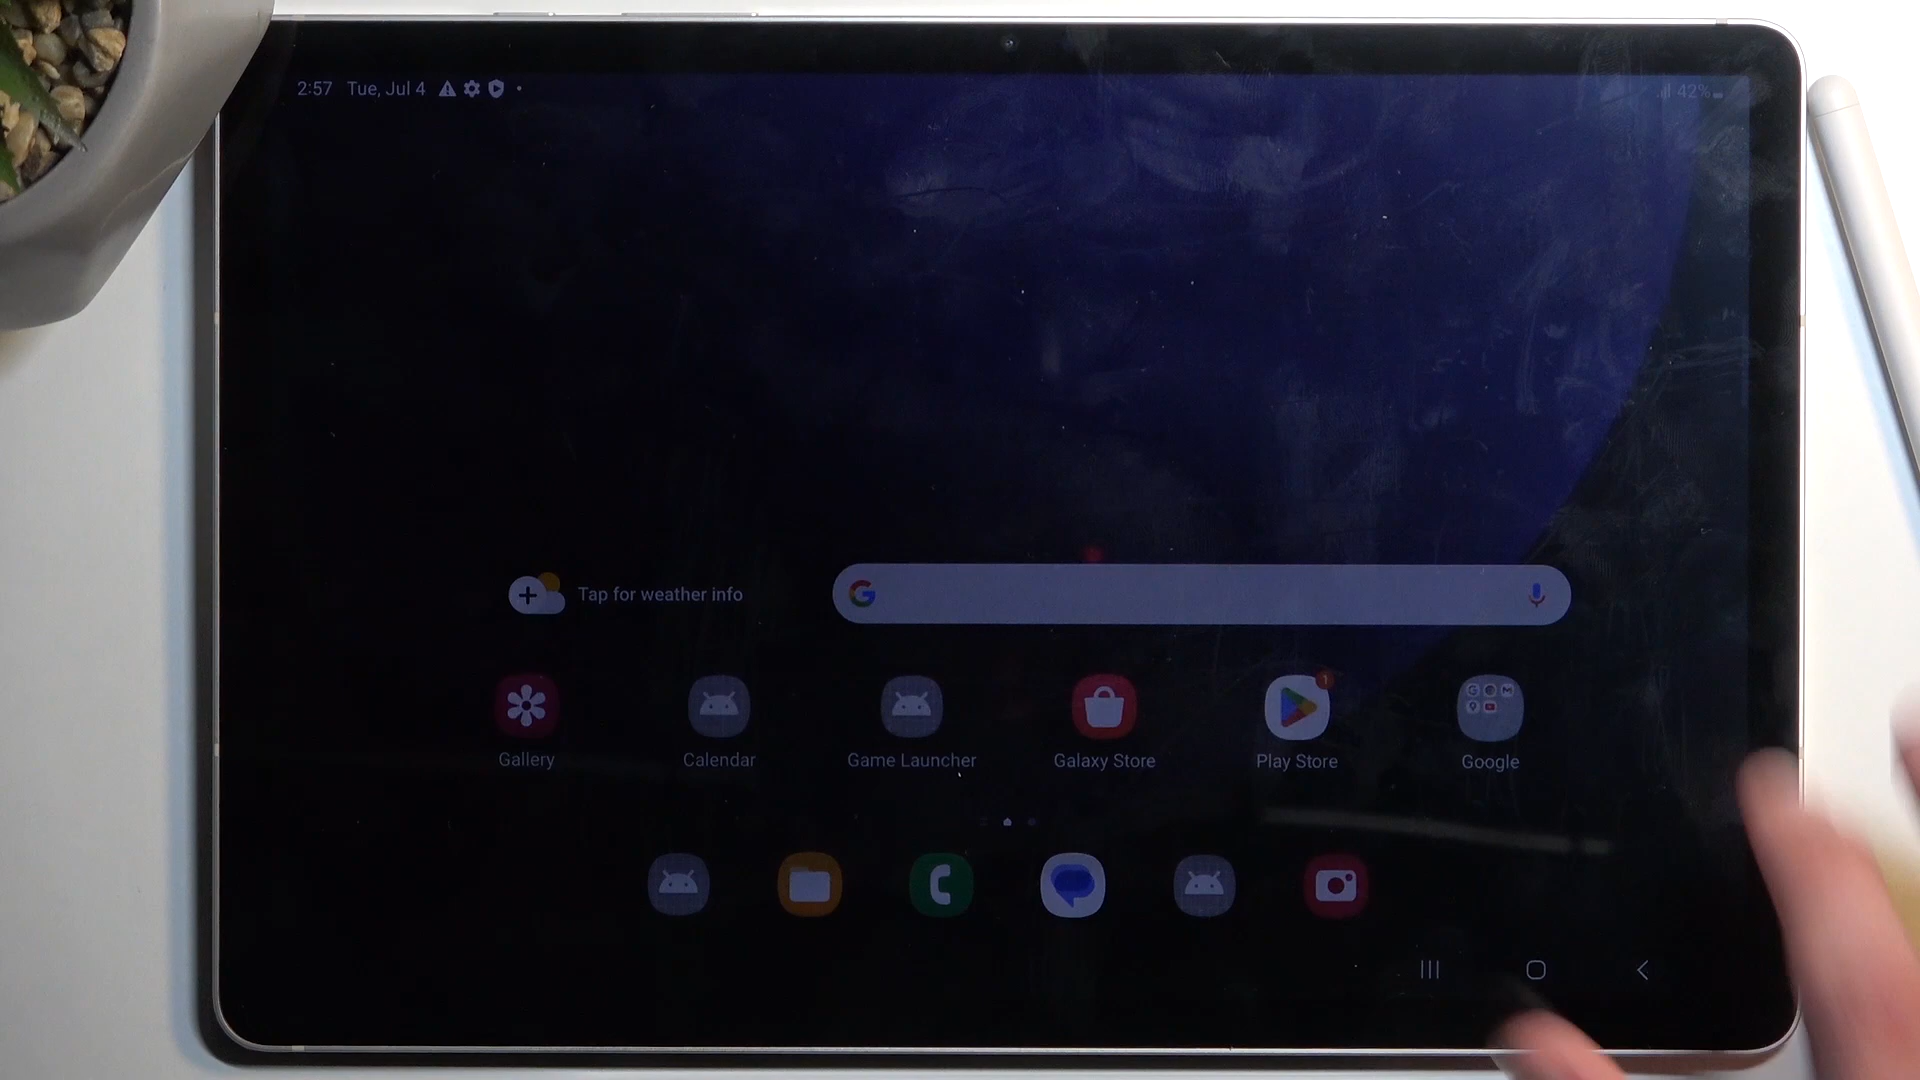 2:57 Tue, Jul 4
42%
Tap for weather info
G
Gallery Calendar Game Launcher Galaxy Store Play Store Google
1